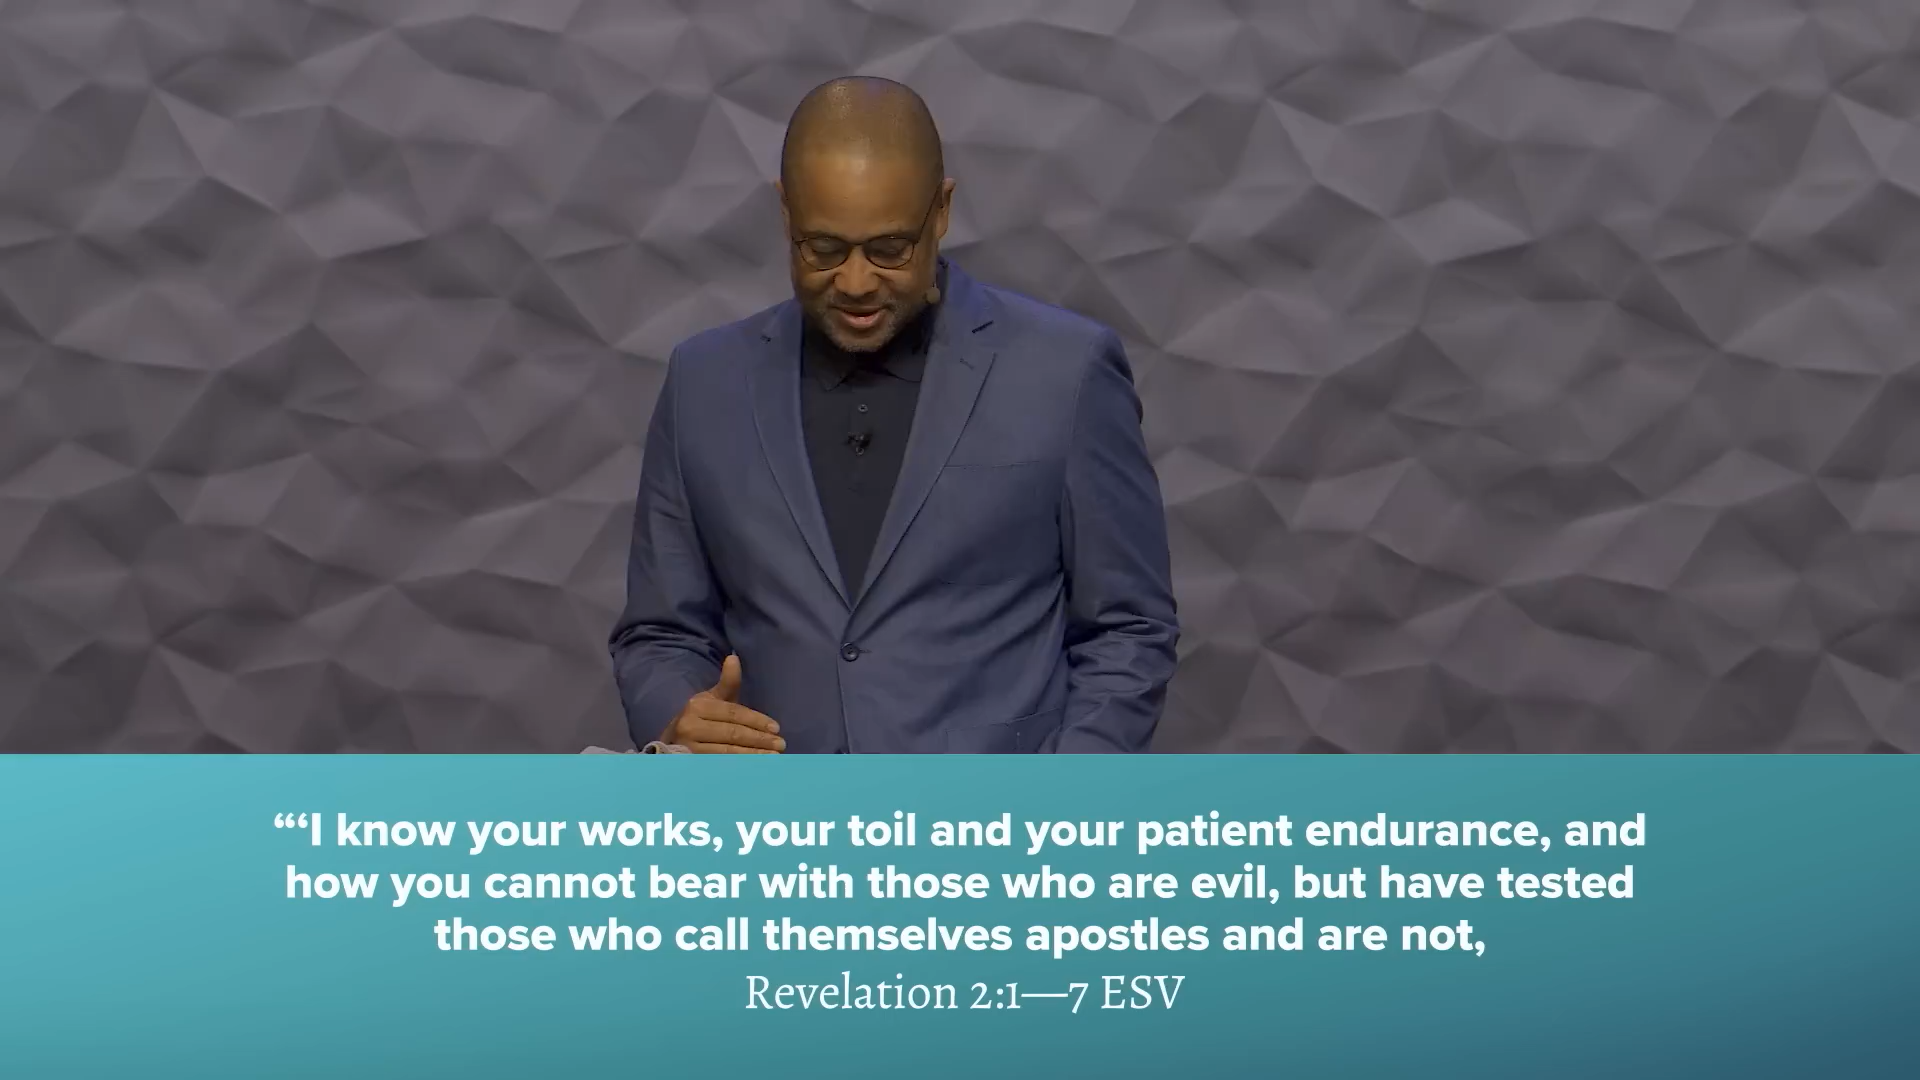 “‘I know your works, your toil and your patient endurance, and
how you cannot bear with those who are evil, but have tested
those who call themselves apostles and are not,
Revelation 2:1—7 ESV